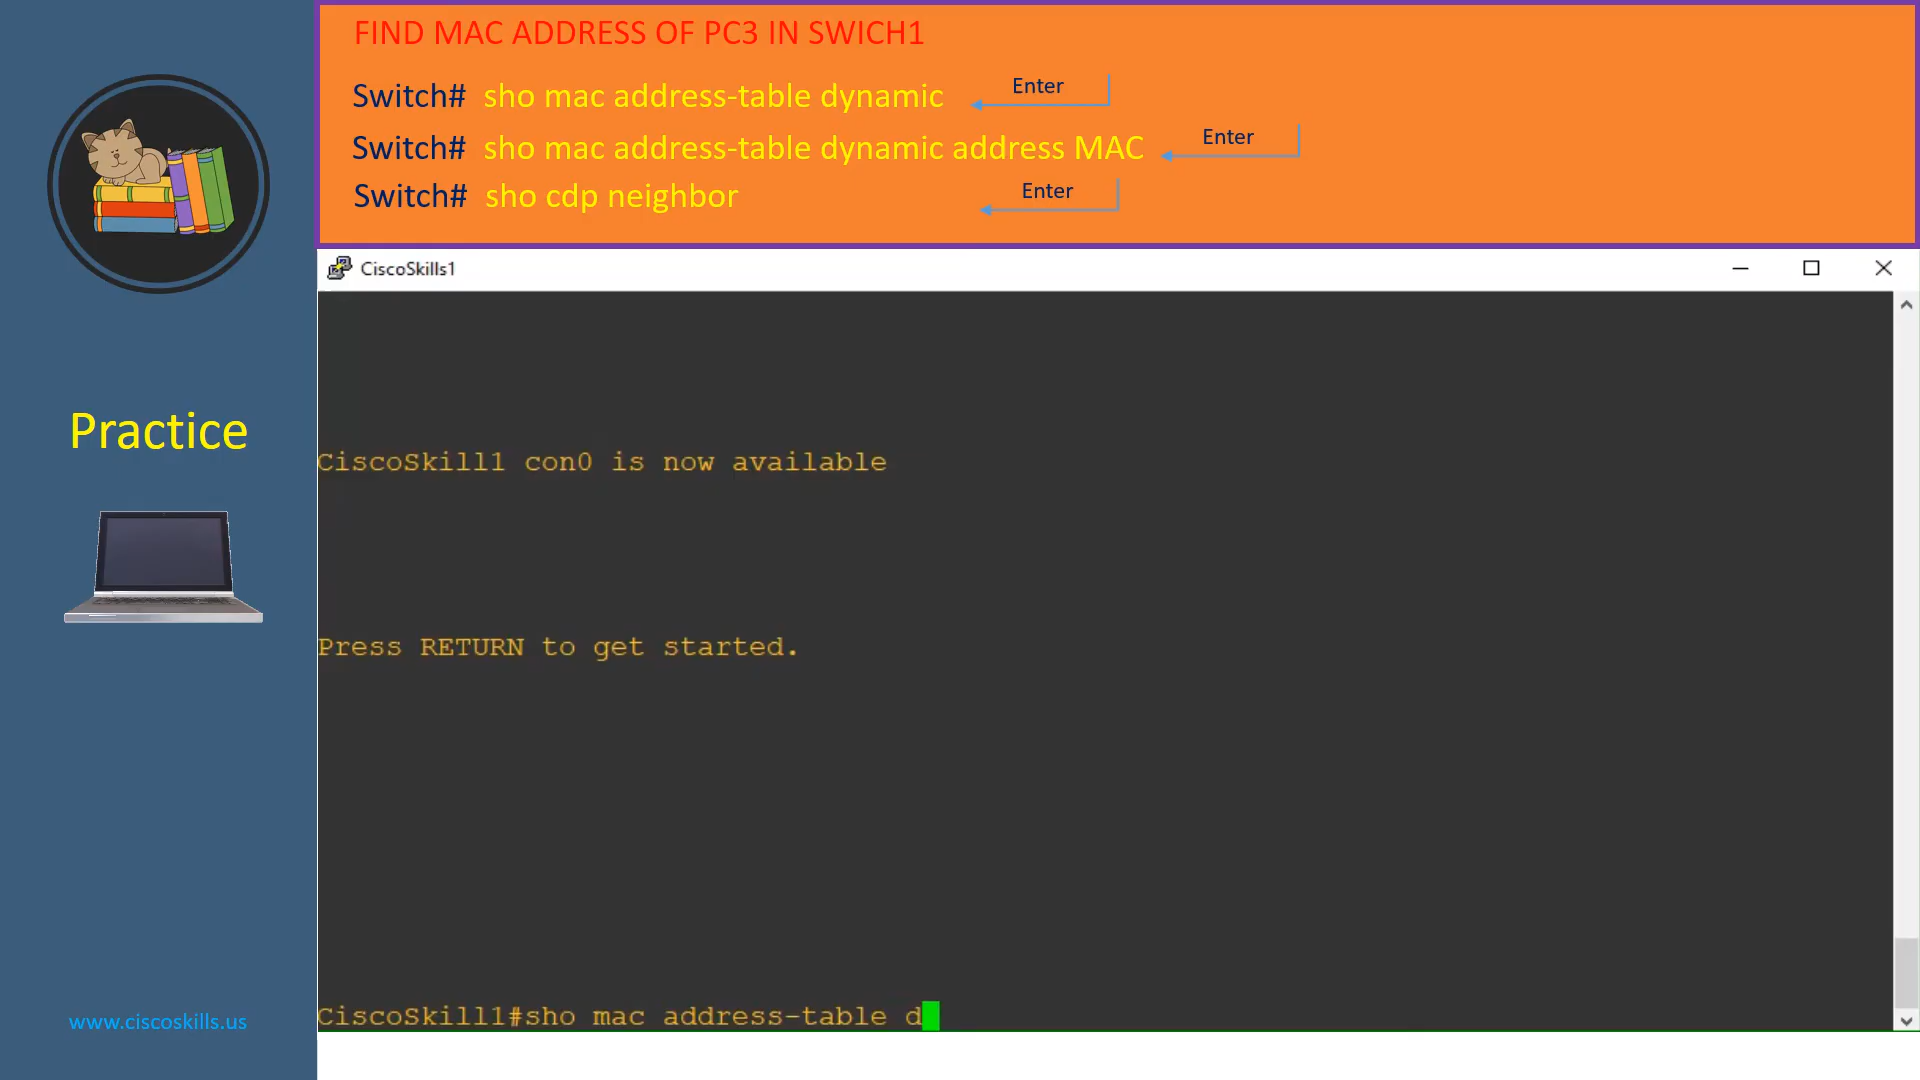 FIND MAC ADDRESS OF PC3 IN SWICH1
Switch# sho mac address-table dynamic Enter
Switch# sho mac address-table dynamic address MAC Enter
Switch# sho cdp neighbor Enter
CiscoSkills1
Practice
CiscoSkill1 con0 is now available
Press RETURN to get started.
CiscoSkill1#sho mac address-table d
www.ciscoskills.us